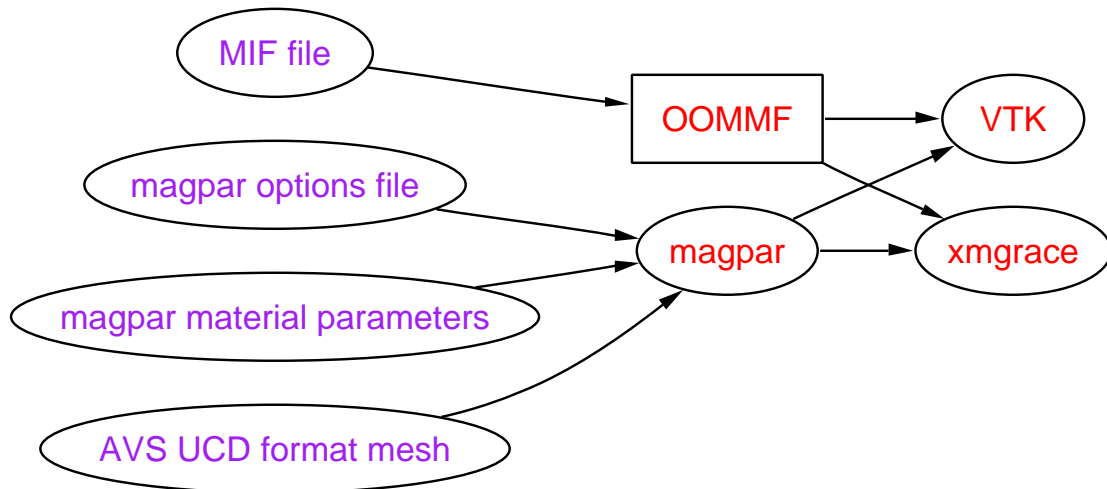 MIF file
OOMMF
VTK
magpar options file
magpar
xmgrace
magpar material parameters
AVS UCD format mesh